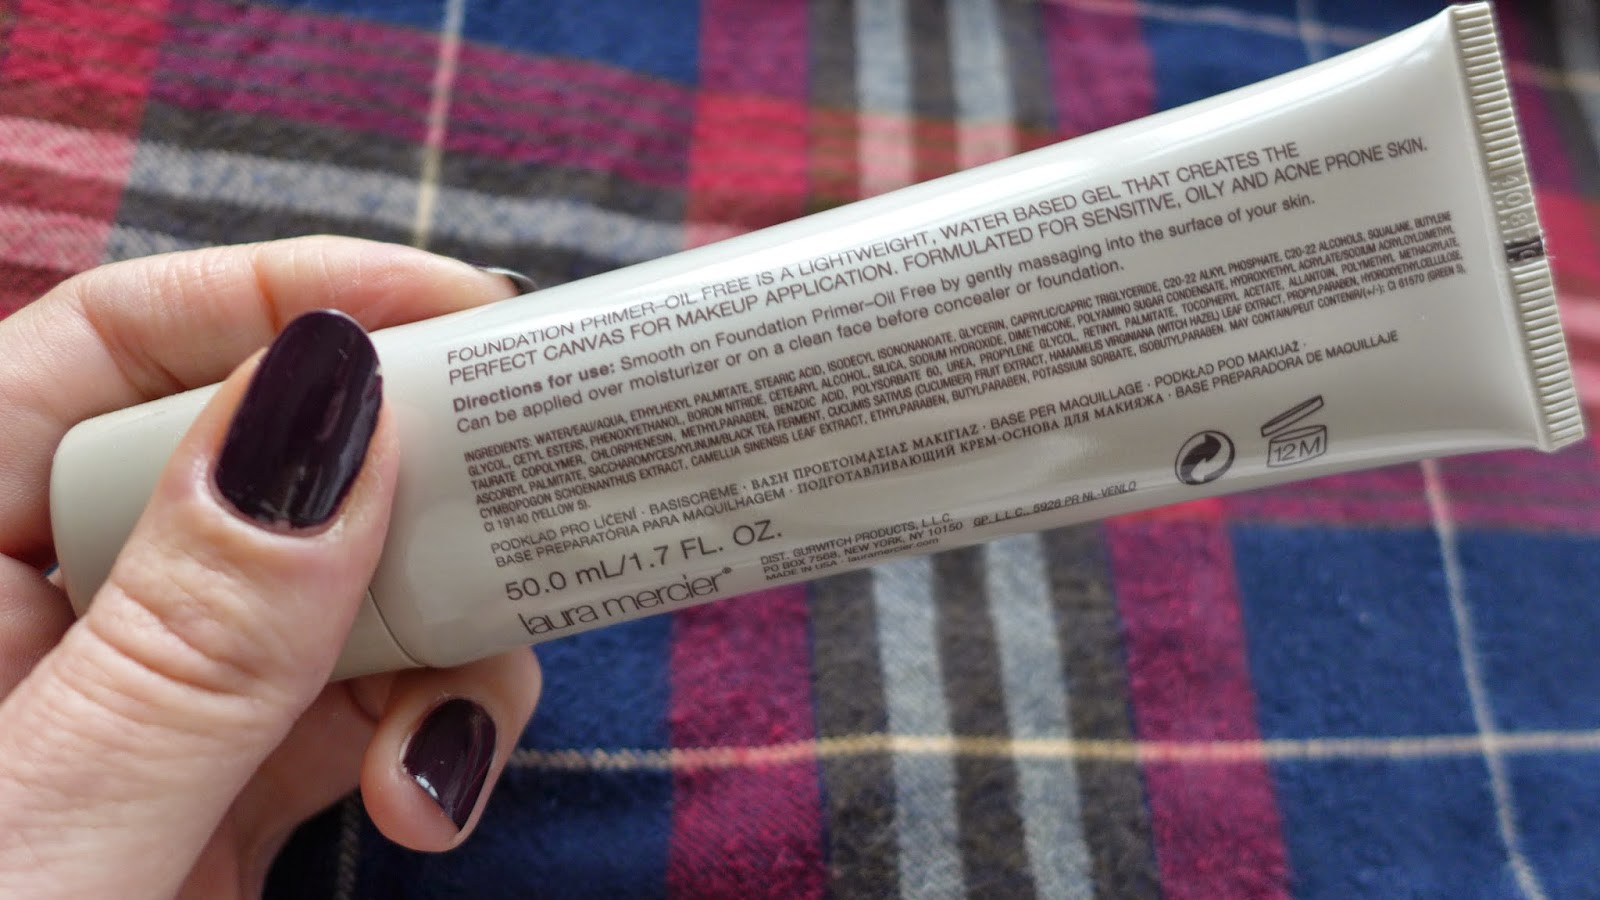 FOUNDATION PRIMER–OIL FREE IS A LIGHTWEIGHT, WATER BASED GEL THAT CREATES THE
PERFECT CANVAS FOR MAKEUP APPLICATION. FORMULATED FOR SENSITIVE, OILY AND ACNE PRONE SKIN.
Directions for use: Smooth on Foundation Primer–Oil Free by gently massaging into the surface of your skin.
Can be applied over moisturizer or on a clean face before concealer or foundation.
INGREDIENTS: WATER/EAU/AQUA, ETHYLHEXYL PALMITATE, STEARIC ACID, ISODECYL ISONONANOATE, GLYCERIN, CAPRYLIC/CAPRIC TRIGLYCERIDE, C20-22 ALKYL PHOSPHATE, C20-22 ALCOHOLS, SQUALANE, BUTYLENE
GLYCOL, CETYL ESTERS, PHENOXYETHANOL, BORON NITRIDE, CETEARYL ALCOHOL, SILICA, SODIUM HYDROXIDE, DIMETHICONE, POLYAMINO SUGAR CONDENSATE, HYDROXYETHYL ACRYLATE/SODIUM ACRYLOYLDIMETHYL
TAURATE COPOLYMER, CHLORPHENESIN, METHYLPARABEN, BENZOIC ACID, POLYSORBATE 60, UREA, PROPYLENE GLYCOL, RETINYL PALMITATE, TOCOPHERYL ACETATE, ALLANTOIN, POLYMETHYL METHACRYLATE,
ASCORBYL PALMITATE, SACCHAROMYCES/XYLINUM/BLACK TEA FERMENT, CUCUMIS SATIVUS (CUCUMBER) FRUIT EXTRACT, HAMAMELIS VIRGINIANA (WITCH HAZEL) LEAF EXTRACT, PROPYLPARABEN, HYDROXYETHYLCELLULOSE,
CYMBOPOGON SCHOENANTHUS EXTRACT, CAMELLIA SINENSIS LEAF EXTRACT, ETHYLPARABEN, BUTYLPARABEN, POTASSIUM SORBATE, ISOBUTYLPARABEN. MAY CONTAIN/PEUT CONTENIR/(+/-): CI 61570 (GREEN 5),
CI 19140 (YELLOW 5).
PODKLAD PRO LÍCENÍ · BASISCREME · ΒΑΣΗ ΠΡΟΕΤΟΙΜΑΣΙΑΣ ΜΑΚΙΓΙΑΖ · BASE PER MAQUILLAGE · PODKŁAD POD MAKIJAŻ ·
BASE PREPARATÓRIA PARA MAQUILHAGEM · ПОДГОТАВЛИВАЮЩИЙ КРЕМ-ОСНОВА ДЛЯ МАКИЯЖА · BASE PREPARADORA DE MAQUILLAJE
50.0 mL/1.7 FL. OZ.
laura mercier®
DIST. GURWITCH PRODUCTS, L.L.C.
PO BOX 7568, NEW YORK, NY 10150 GP, L.L.C., 5928 PR NL-VENLO
MADE IN USA · lauramercier.com
12M